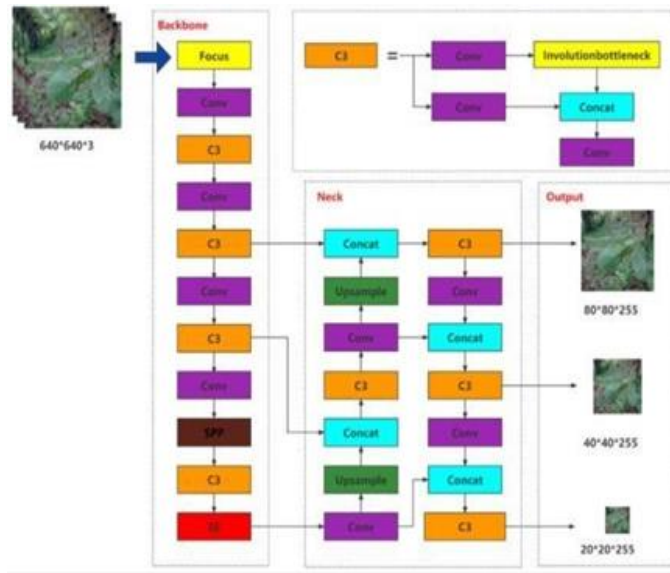 Backbone
Focus
Conv
C3
Conv
C3
Conv
C3
Conv
SPP
C3
SE
640*640*3
C3
=
Conv
Involutionbottleneck
Conv
Concat
Conv
Neck
Concat
Upsample
Conv
C3
Concat
Upsample
Conv
C3
Conv
Concat
C3
Conv
Concat
C3
Output
80*80*255
40*40*255
20*20*255